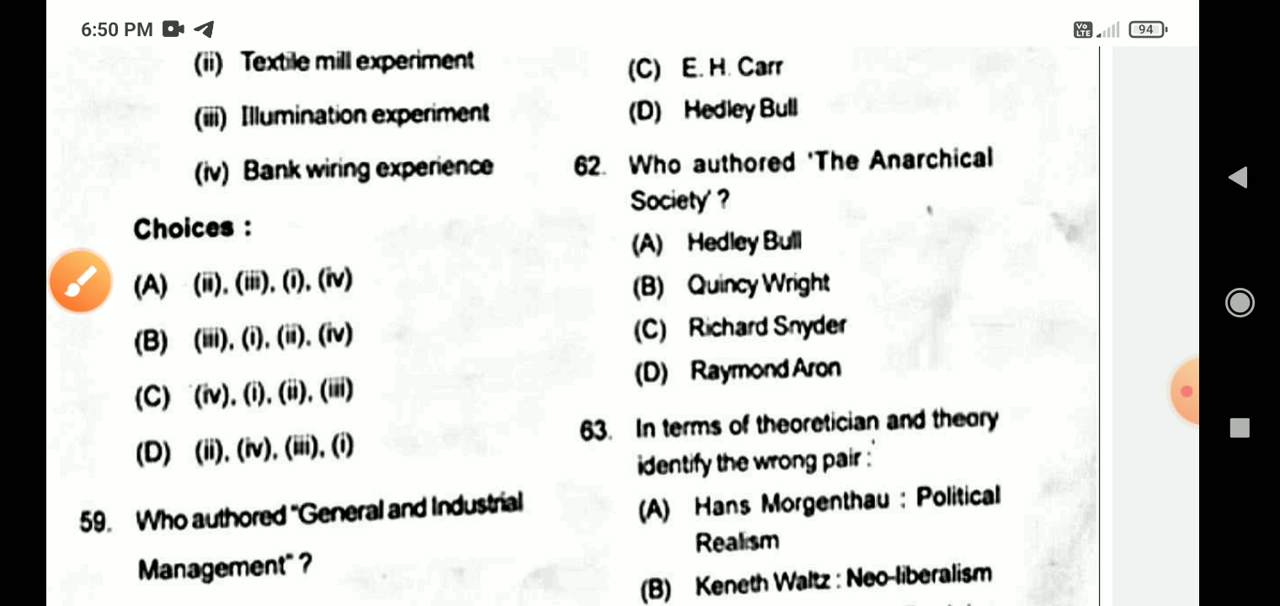 6:50 PM
Vo LTE 94
(ii) Textile mill experiment
(iii) Illumination experiment
(iv) Bank wiring experience
Choices :
(A) (ii), (iii), (i), (iv)
(B) (iii), (i), (ii), (iv)
(C) (iv), (i), (ii), (iii)
(D) (ii), (iv), (iii), (i)
59. Who authored "General and Industrial
Management" ?
(C) E. H. Carr
(D) Hedley Bull
62. Who authored 'The Anarchical
Society' ?
(A) Hedley Bull
(B) Quincy Wright
(C) Richard Snyder
(D) Raymond Aron
63. In terms of theoretician and theory
identify the wrong pair :
(A) Hans Morgenthau : Political
Realism
(B) Keneth Waltz : Neo-liberalism